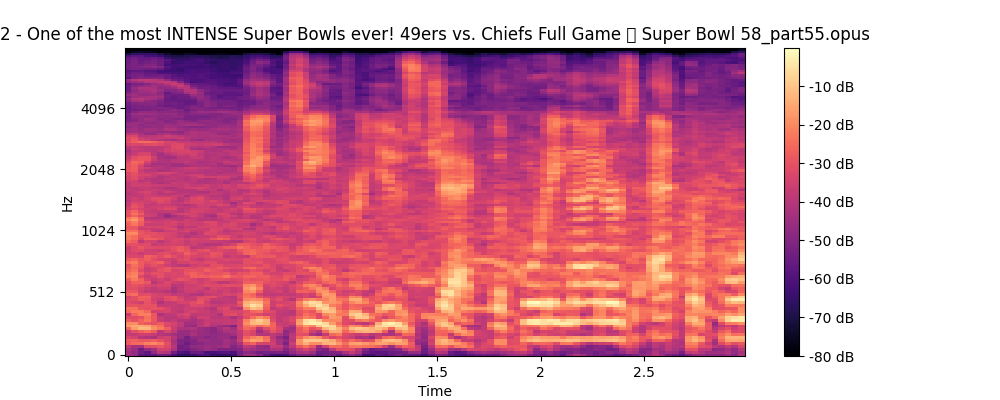 2 - One of the most INTENSE Super Bowls ever! 49ers vs. Chiefs Full Game Super Bowl 58_part55.opus
Hz
4096
2048
1024
512
0
0
0.5
1
1.5
2
2.5
Time
-10 dB
-20 dB
-30 dB
-40 dB
-50 dB
-60 dB
-70 dB
-80 dB